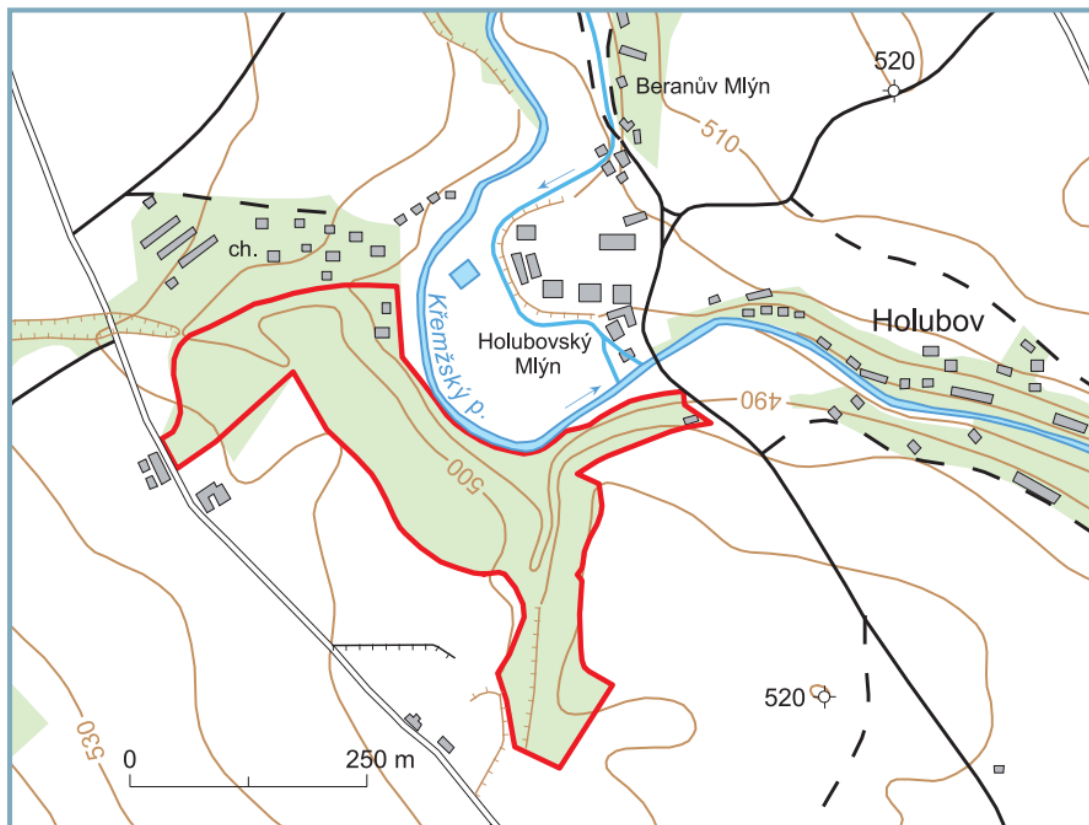 520
Beranův Mlýn
510
ch.
Křemžský p.
Holubovský
Mlýn
Holubov
490
500
520
530
0 250 m